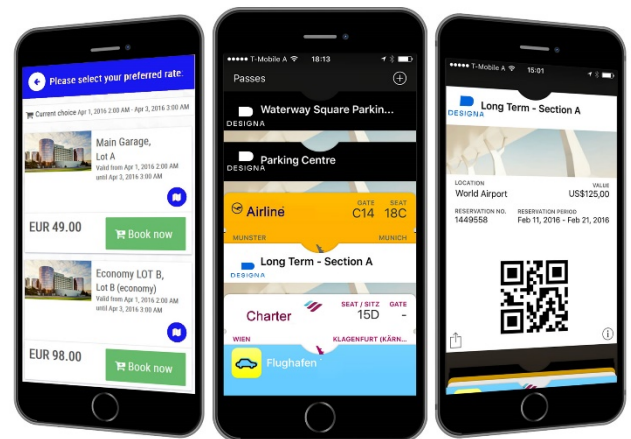 Please select your preferred rate:
Current choice Apr 1, 2016 2:00 AM - Apr 3, 2016 3:00 AM
Main Garage,
Lot A
Valid from Apr 1, 2016 2:00 AM
until Apr 3, 2016 3:00 AM
EUR 49.00
Book now
Economy LOT B,
Lot B (economy)
Valid from Apr 1, 2016 2:00 AM
until Apr 3, 2016 3:00 AM
EUR 98.00
Book now
T-Mobile A 18:13
Passes
DESIGNA Waterway Square Parkin...
DESIGNA Parking Centre
Airline GATE C14 SEAT 18C
MUNSTER MUNICH
DESIGNA Long Term - Section A
Charter SEAT / SITZ 15D GATE -
WIEN KLAGENFURT (KÄRN...
Flughafen
T-Mobile A 15:01
DESIGNA Long Term - Section A
LOCATION VALUE
World Airport US$125,00
RESERVATION NO. RESERVATION PERIOD
1449558 Feb 11, 2016 - Feb 21, 2016